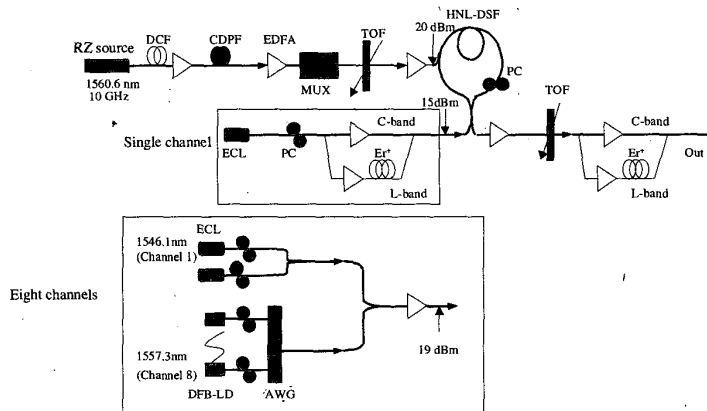 RZ source
DCF
CDPF
EDFA
MUX
TOF
20 dBm
HNL-DSF
PC
1560.6 nm
10 GHz
15dBm
TOF
Single channel
ECL
PC
C-band
Er+
L-band
C-band
Er+
L-band
Out
Eight channels
ECL
1546.1nm
(Channel 1)
1557.3nm
(Channel 8)
DFB-LD
AWG
19 dBm